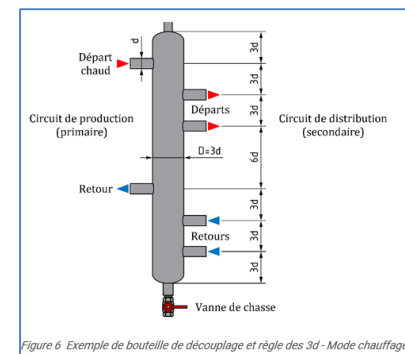 d
Départ
chaud
3d
3d
Départs
3d
Circuit de production
(primaire)
Circuit de distribution
(secondaire)
D=3d
6d
Retour
3d
Retours
3d
3d
Vanne de chasse
Figure 6 Exemple de bouteille de découplage et règle des 3d - Mode chauffage